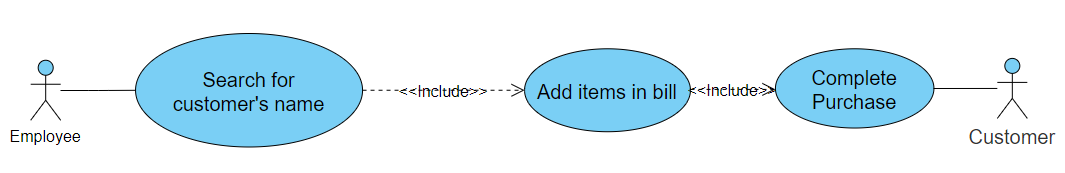 Search for
customer's name
<<Include>>
Add items in bill
<<Include>>
Complete
Purchase
Employee
Customer